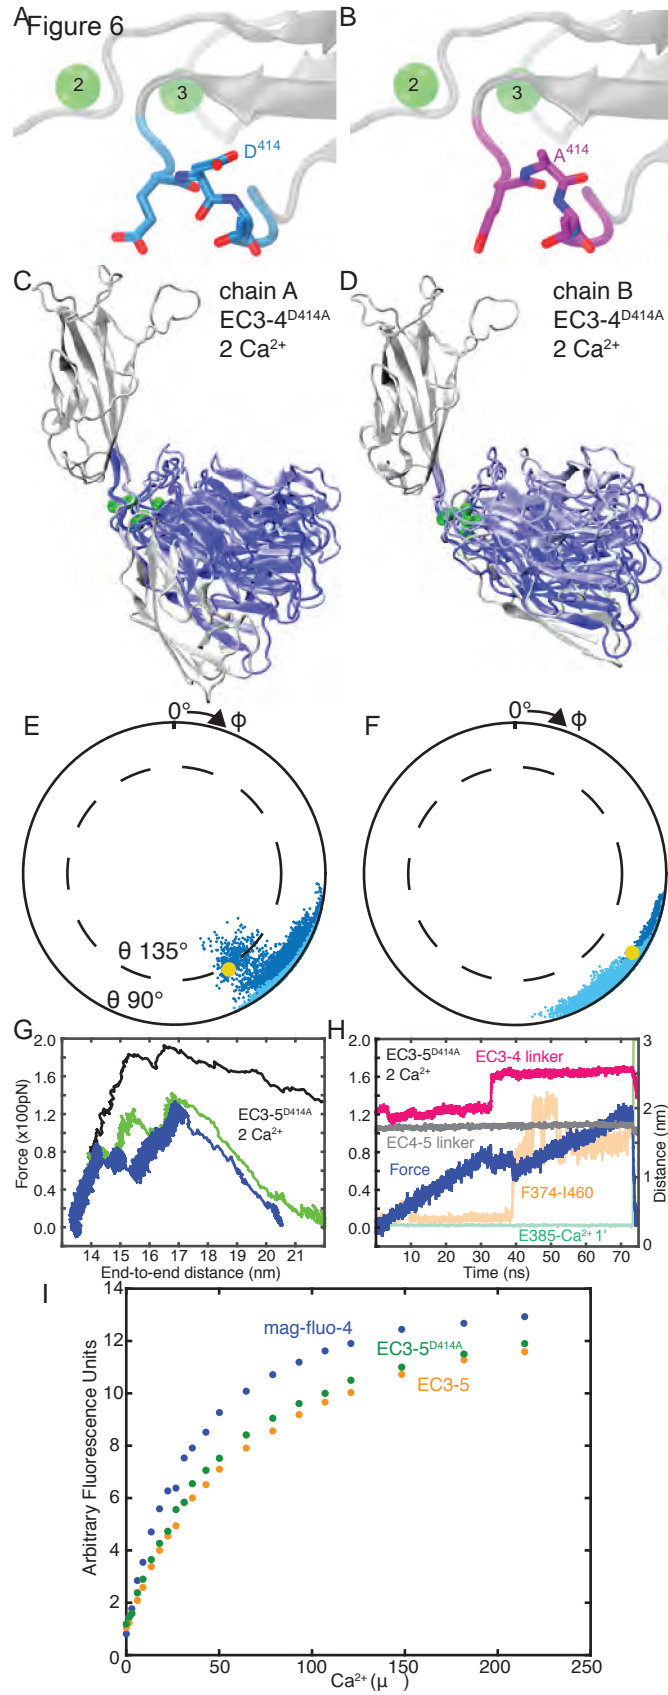 A Figure 6 B
2 3 2 3
D414 A414
C chain A D chain B
EC3-4D414A EC3-4D414A
2 Ca2+ 2 Ca2+
E 0° Φ F 0° Φ
θ 135°
θ 90°
G H
2.0 2.0 3
EC3-5D414A EC3-4 linker
2 Ca2+
1.6 1.6
1.2 1.2 2
EC3-5D414A
2 Ca2+
EC4-5 linker
0.8 0.8
Force
1
F374-I460
0.4 0.4
E385-Ca2+ 1'
0.0 0.0 0
Force (x100pN)
Distance (nm)
14 15 16 17 18 19 20 21 10 20 30 40 50 60 70
End-to-end distance (nm) Time (ns)
I
14
mag-fluo-4
12
EC3-5D414A
EC3-5
10
8
6
4
2
0
Arbitrary Fluorescence Units
0 50 100 150 200 250
Ca2+ (μ )